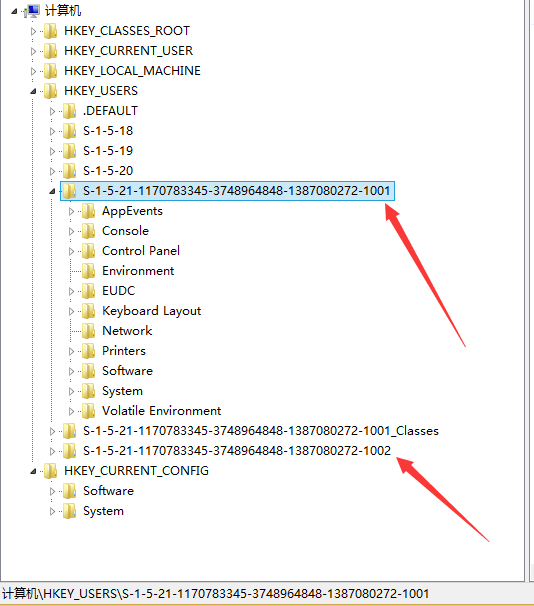 计算机
HKEY_CLASSES_ROOT
HKEY_CURRENT_USER
HKEY_LOCAL_MACHINE
HKEY_USERS
.DEFAULT
S-1-5-18
S-1-5-19
S-1-5-20
S-1-5-21-1170783345-3748964848-1387080272-1001
AppEvents
Console
Control Panel
Environment
EUDC
Keyboard Layout
Network
Printers
Software
System
Volatile Environment
S-1-5-21-1170783345-3748964848-1387080272-1001_Classes
S-1-5-21-1170783345-3748964848-1387080272-1002
HKEY_CURRENT_CONFIG
Software
System
计算机\HKEY_USERS\S-1-5-21-1170783345-3748964848-1387080272-1001